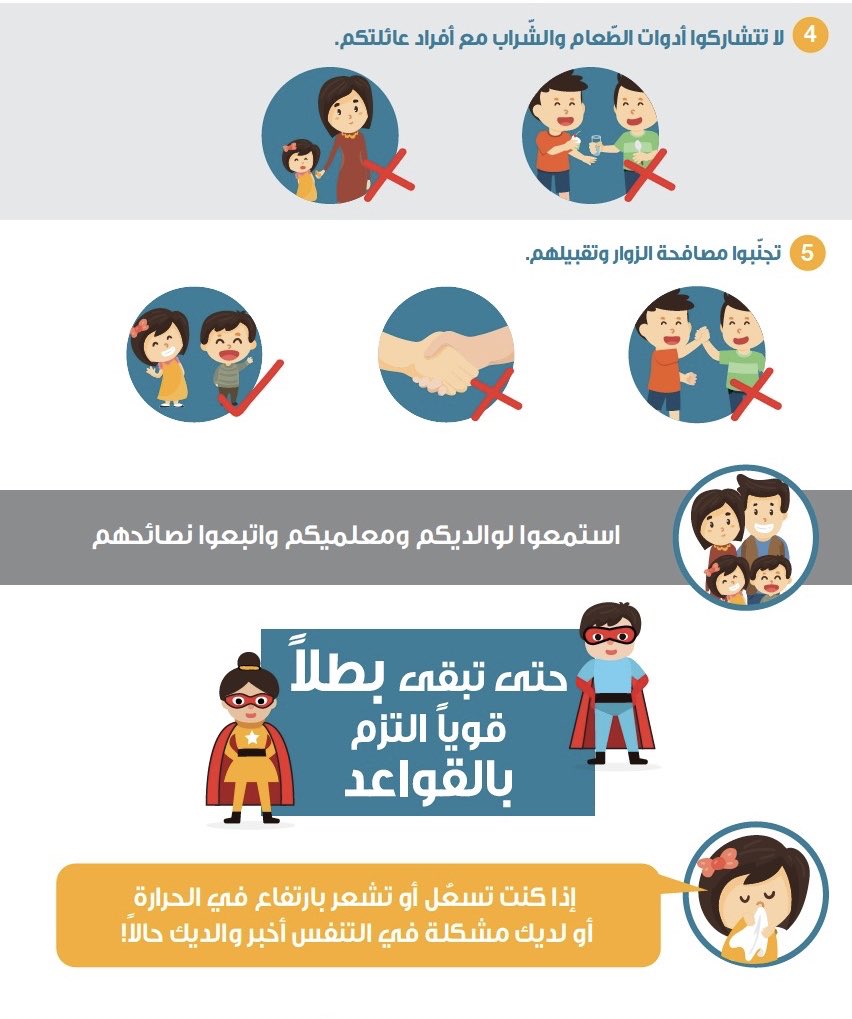 4 لا تتشاركوا أدوات الطّعام والشّراب مع أفراد عائلتكم.
5 تجنّبوا مصافحة الزوار وتقبيلهم.
استمعوا لوالديكم ومعلميكم واتبعوا نصائحهم
حتى تبقى بطلاً
قوياً التزم
بالقواعد
إذا كنت تسعّل أو تشعر بارتفاع في الحرارة
أو لديك مشكلة في التنفس أخبر والديك حالاً!